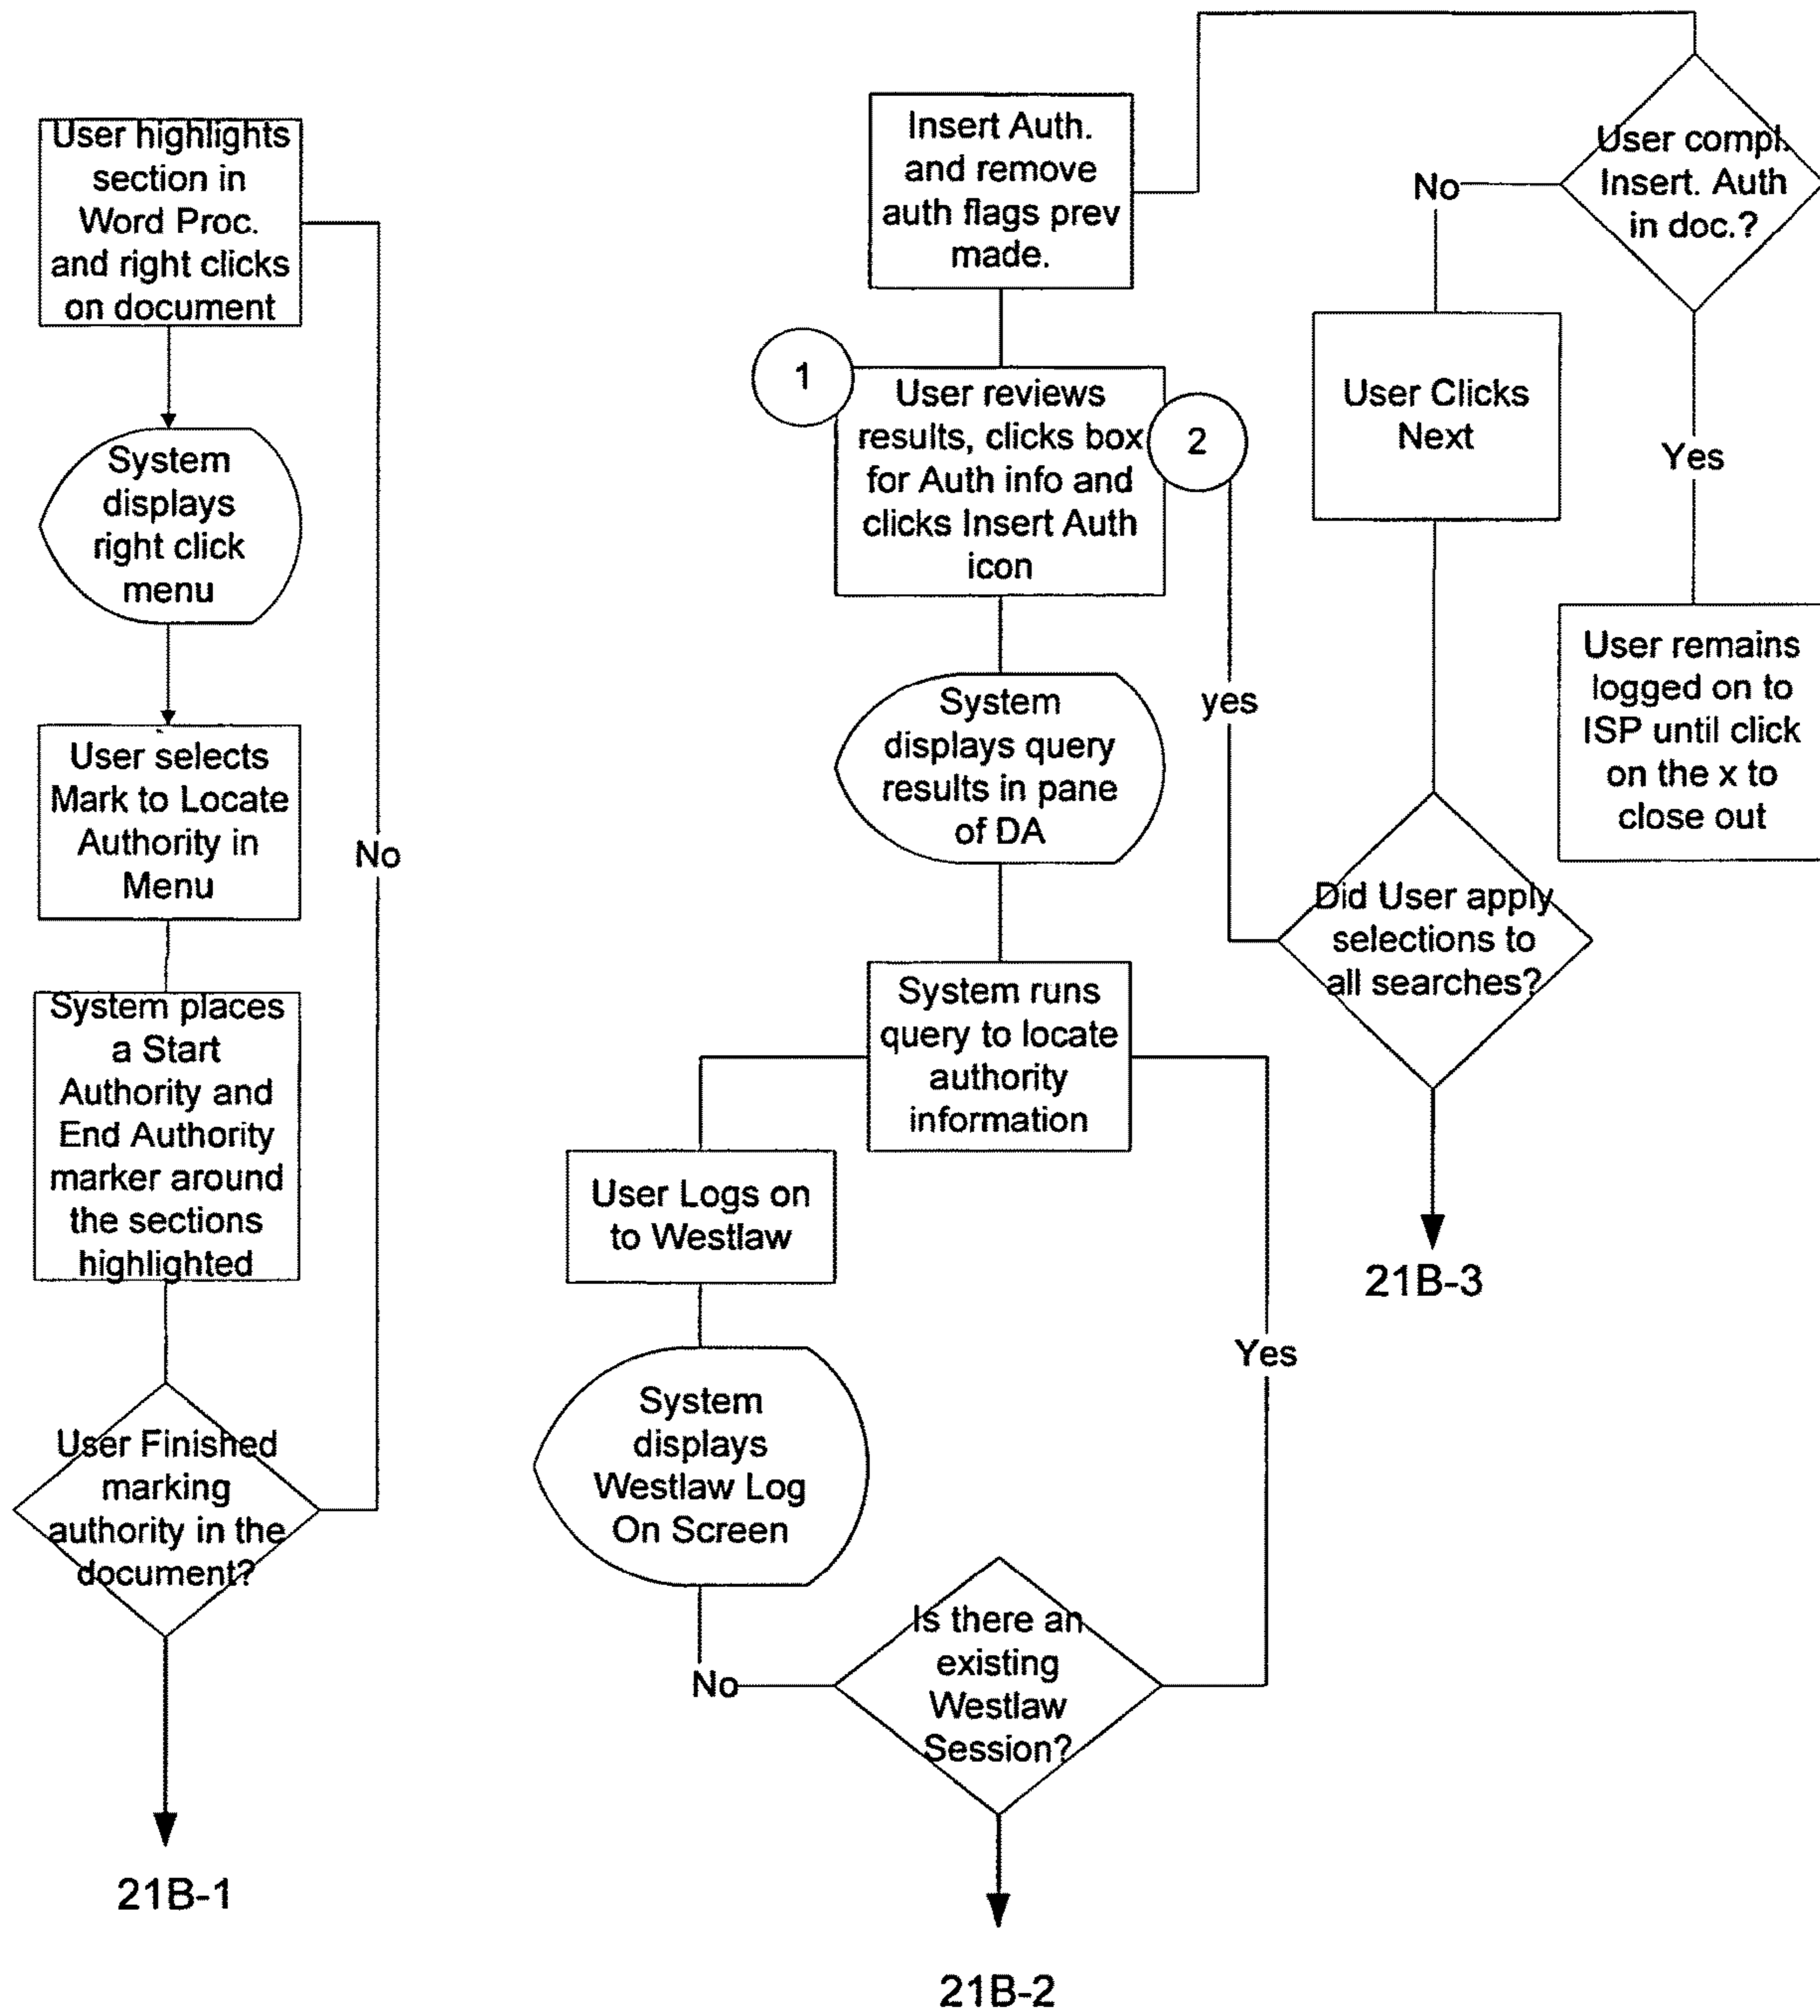 User highlights
section in
Word Proc.
and right clicks
on document
System
displays
right click
menu
User selects
Mark to Locate
Authority in
Menu
No
System places
a Start
Authority and
End Authority
marker around
the sections
highlighted
User Finished
marking
authority in the
document?
21B-1
Insert Auth.
and remove
auth flags prev
made.
1
User reviews
results, clicks box
for Auth info and
clicks Insert Auth
icon
2
System
displays query
results in pane
of DA
yes
System runs
query to locate
authority
information
User Logs on
to Westlaw
System
displays
Westlaw Log
On Screen
Yes
No
Is there an
existing
Westlaw
Session?
21B-2
User compl.
Insert. Auth
in doc.?
No
User Clicks
Next
Yes
User remains
logged on to
ISP until click
on the x to
close out
Did User apply
selections to
all searches?
21B-3